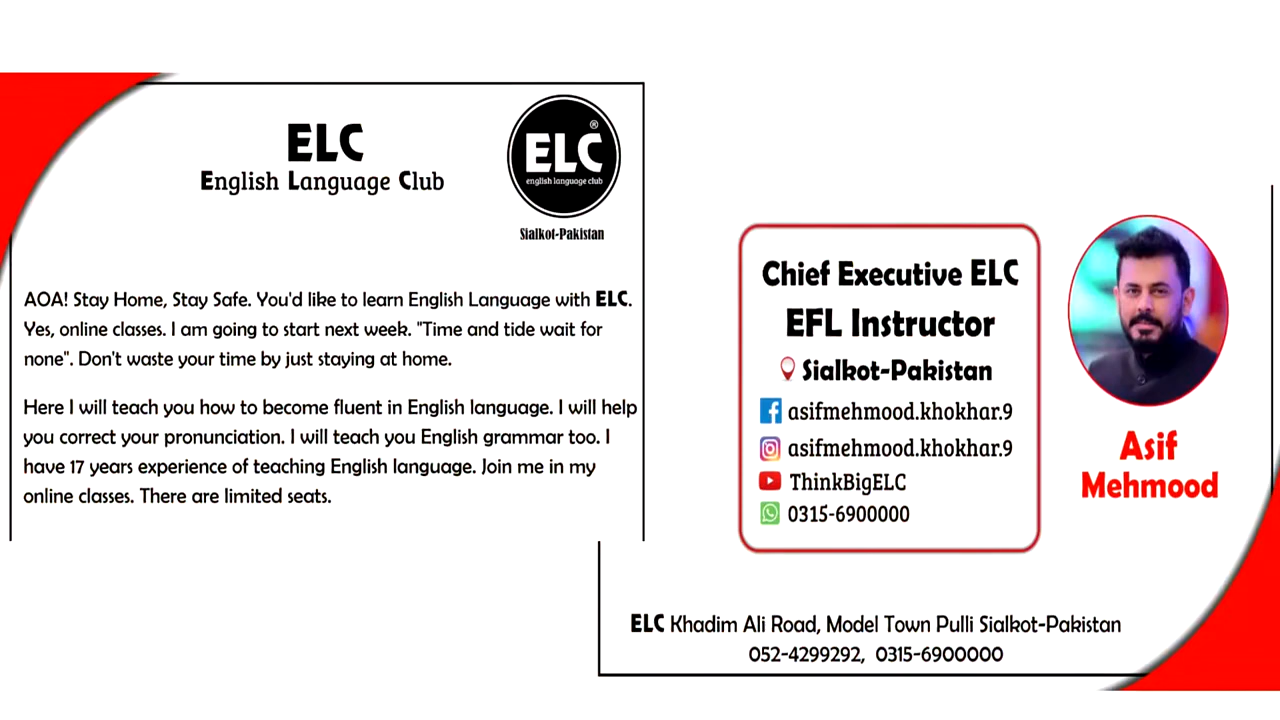 ELC
English Language Club
ELC®
english language club
Sialkot-Pakistan
AOA! Stay Home, Stay Safe. You'd like to learn English Language with ELC.
Yes, online classes. I am going to start next week. "Time and tide wait for
none". Don't waste your time by just staying at home.
Here I will teach you how to become fluent in English language. I will help
you correct your pronunciation. I will teach you English grammar too. I
have 17 years experience of teaching English language. Join me in my
online classes. There are limited seats.
Chief Executive ELC
EFL Instructor
Sialkot-Pakistan
asifmehmood.khokhar.9
asifmehmood.khokhar.9
ThinkBigELC
0315-6900000
Asif
Mehmood
ELC Khadim Ali Road, Model Town Pulli Sialkot-Pakistan
052-4299292, 0315-6900000